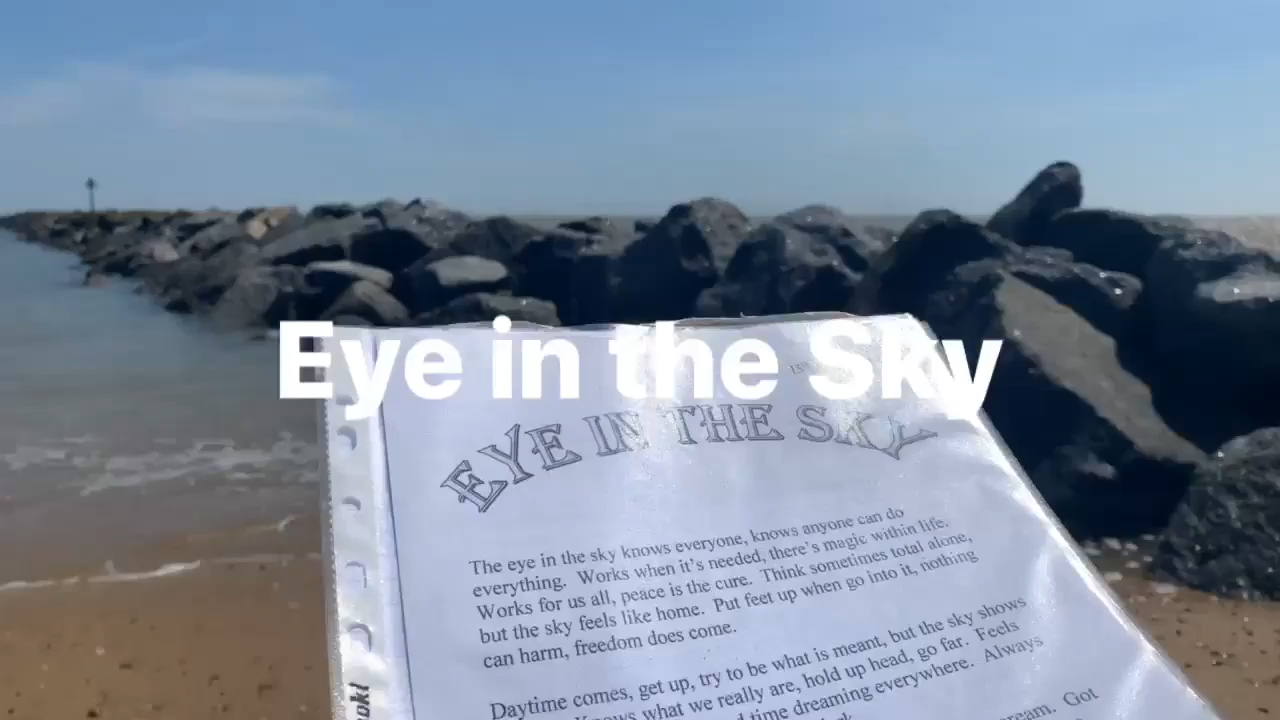 Eye in the Sky
EYE IN THE SKY
The eye in the sky knows everyone, knows anyone can do
everything. Works when it's needed, there's magic within life.
Works for us all, peace is the cure. Think sometimes total alone,
but the sky feels like home. Put feet up when go into it, nothing
can harm, freedom does come.
Daytime comes, get up, try to be what is meant, but the sky shows
Knows what we really are, hold up head, go far. Feels
time dreaming everywhere. Always
Got